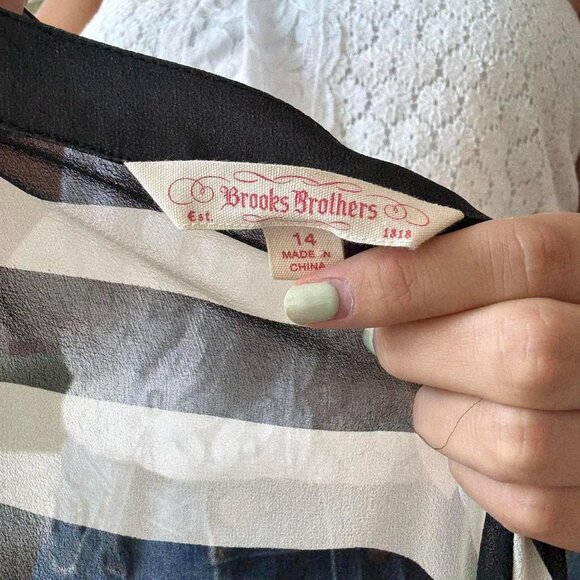 Brooks Brothers
Est. 1818
14
MADE IN
CHINA